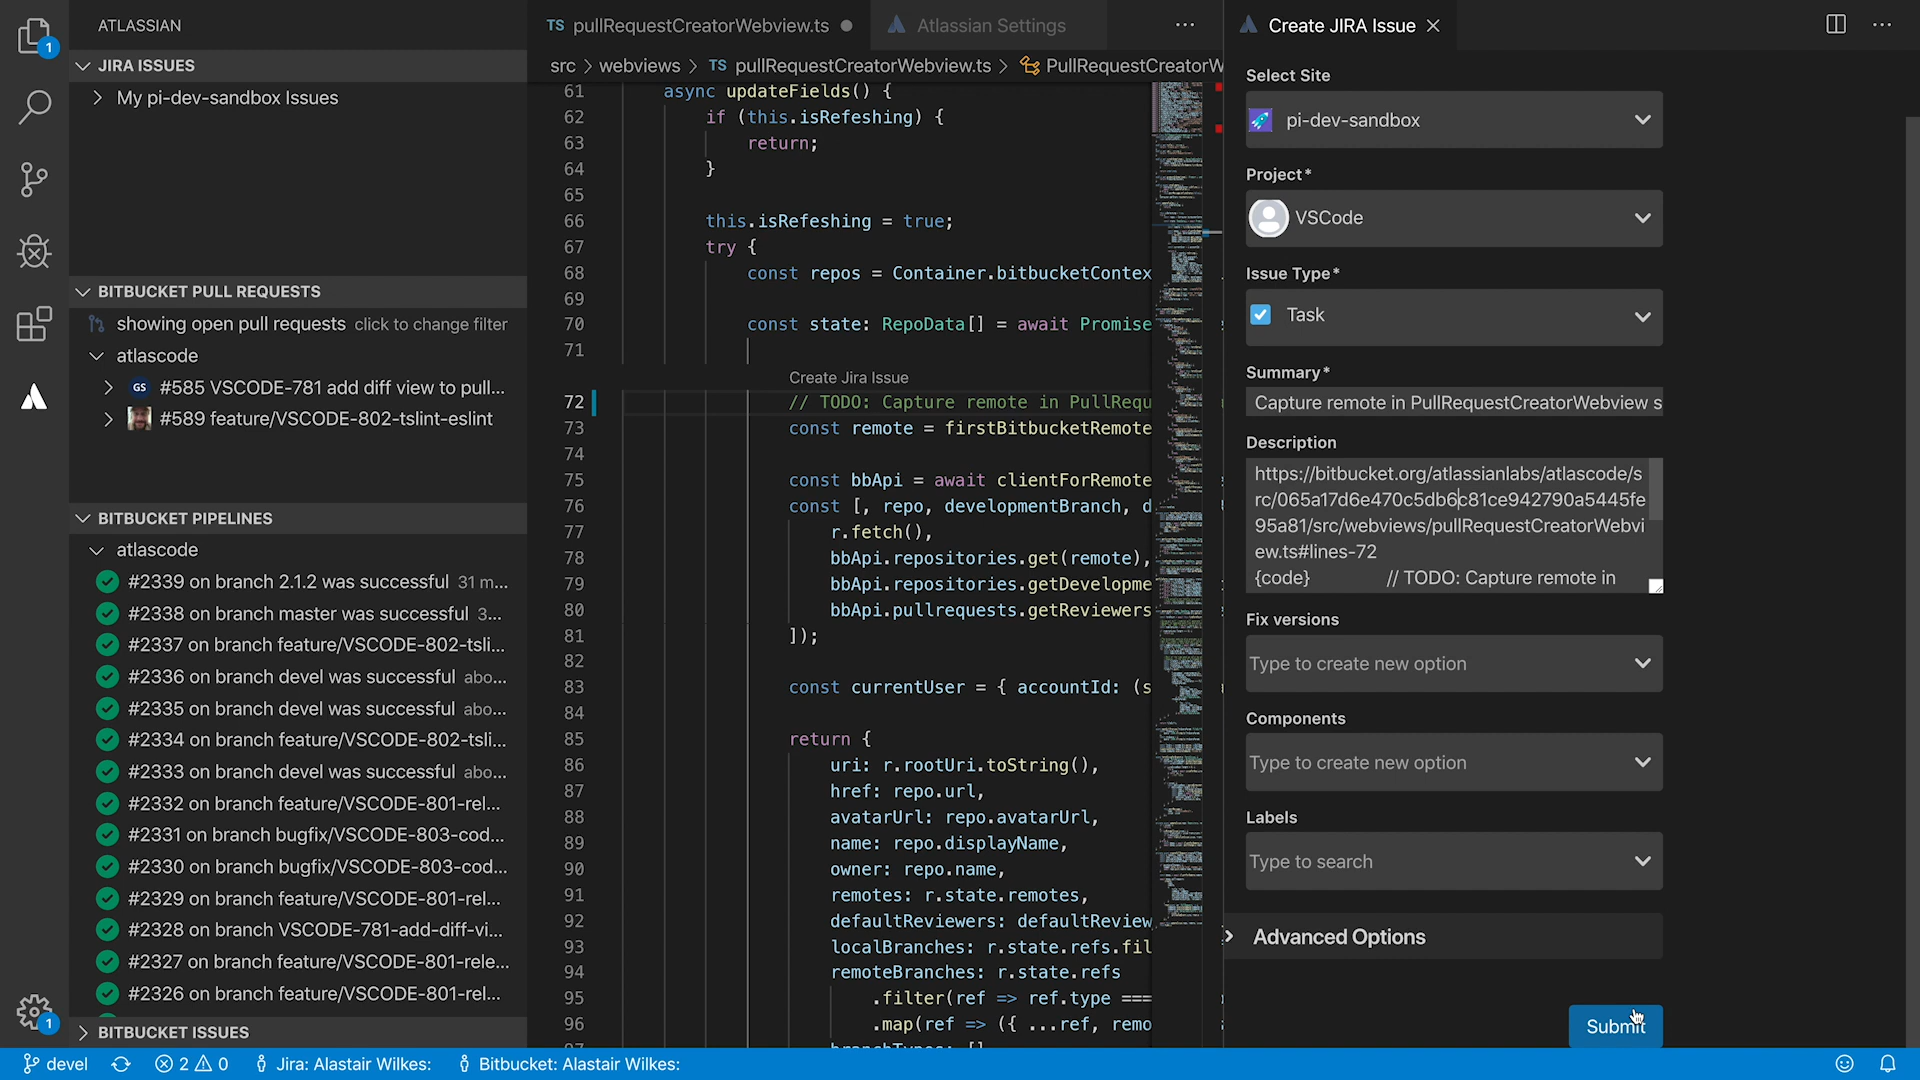 1
ATLASSIAN
JIRA ISSUES
My pi-dev-sandbox Issues
BITBUCKET PULL REQUESTS
showing open pull requests click to change filter
atlascode
GS #585 VSCODE-781 add diff view to pull...
#589 feature/VSCODE-802-tslint-eslint
BITBUCKET PIPELINES
atlascode
#2339 on branch 2.1.2 was successful 31 m...
#2338 on branch master was successful 3...
#2337 on branch feature/VSCODE-802-tsli...
#2336 on branch devel was successful abo...
#2335 on branch devel was successful abo...
#2334 on branch feature/VSCODE-802-tsli...
#2333 on branch devel was successful abo...
#2332 on branch feature/VSCODE-801-rel...
#2331 on branch bugfix/VSCODE-803-cod...
#2330 on branch bugfix/VSCODE-803-cod...
#2329 on branch feature/VSCODE-801-rel...
#2328 on branch VSCODE-781-add-diff-vi...
#2327 on branch feature/VSCODE-801-rele...
#2326 on branch feature/VSCODE-801-rel...
BITBUCKET ISSUES
1
TS pullRequestCreatorWebview.ts
Atlassian Settings
...
src > webviews > TS pullRequestCreatorWebview.ts > PullRequestCreatorW
61 async updateFields() {
62 if (this.isRefeshing) {
63 return;
64 }
65
66 this.isRefeshing = true;
67 try {
68 const repos = Container.bitbucketContex
69
70 const state: RepoData[] = await Promise
71
Create Jira Issue
72 // TODO: Capture remote in PullRequ
73 const remote = firstBitbucketRemote
74
75 const bbApi = await clientForRemote
76 const [, repo, developmentBranch, d
77 r.fetch(),
78 bbApi.repositories.get(remote),
79 bbApi.repositories.getDevelopme
80 bbApi.pullrequests.getReviewers
81 ]);
82
83 const currentUser = { accountId: (s
84
85 return {
86 uri: r.rootUri.toString(),
87 href: repo.url,
88 avatarUrl: repo.avatarUrl,
89 name: repo.displayName,
90 owner: repo.name,
91 remotes: r.state.remotes,
92 defaultReviewers: defaultReview
93 localBranches: r.state.refs.fil
94 remoteBranches: r.state.refs
95 .filter(ref => ref.type ===
96 .map(ref => ({ ...ref, remo
97 branchTypes: []
Create JIRA Issue
...
Select Site
pi-dev-sandbox
Project*
VSCode
Issue Type*
Task
Summary*
Capture remote in PullRequestCreatorWebview s
Description
https://bitbucket.org/atlassianlabs/atlascode/s
rc/065a17d6e470c5db6c81ce942790a5445fe
95a81/src/webviews/pullRequestCreatorWebvi
ew.ts#lines-72
{code} // TODO: Capture remote in
Fix versions
Type to create new option
Components
Type to create new option
Labels
Type to search
Advanced Options
Submit
devel 2 0 Jira: Alastair Wilkes: Bitbucket: Alastair Wilkes: